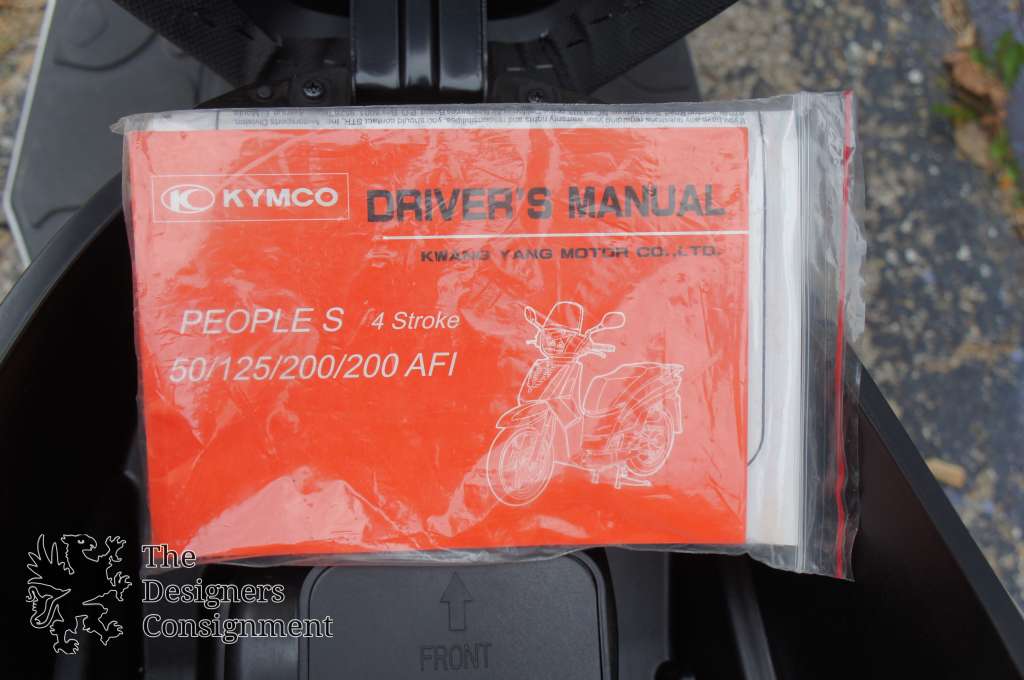 KYMCO
DRIVER'S MANUAL
KWANG YANG MOTOR CO.,LTD.
PEOPLE S 4 Stroke
50/125/200/200 AFI
The
Designers
Consignment
FRONT